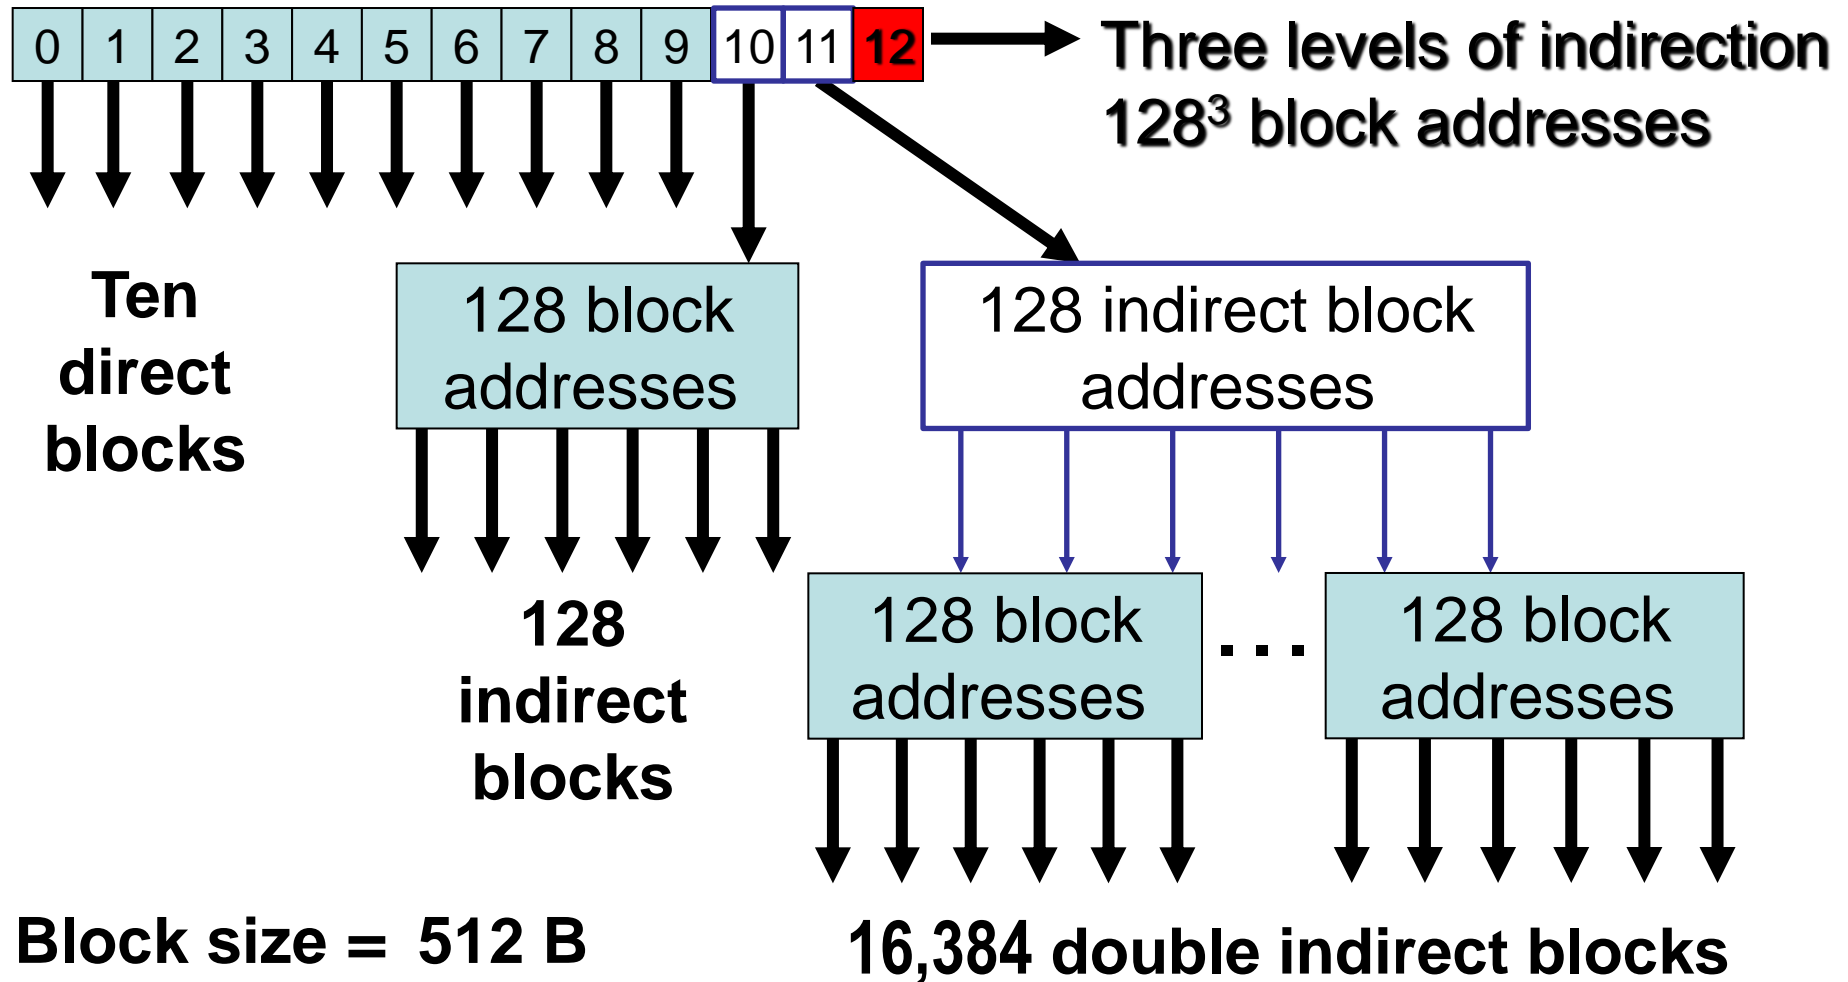 0 1 2 3 4 5 6 7 8 9 10 11 12
Three levels of indirection
128³ block addresses
Ten
direct
blocks
128 block
addresses
128 indirect block
addresses
128
indirect
blocks
128 block
addresses
...
128 block
addresses
Block size = 512 B
16,384 double indirect blocks